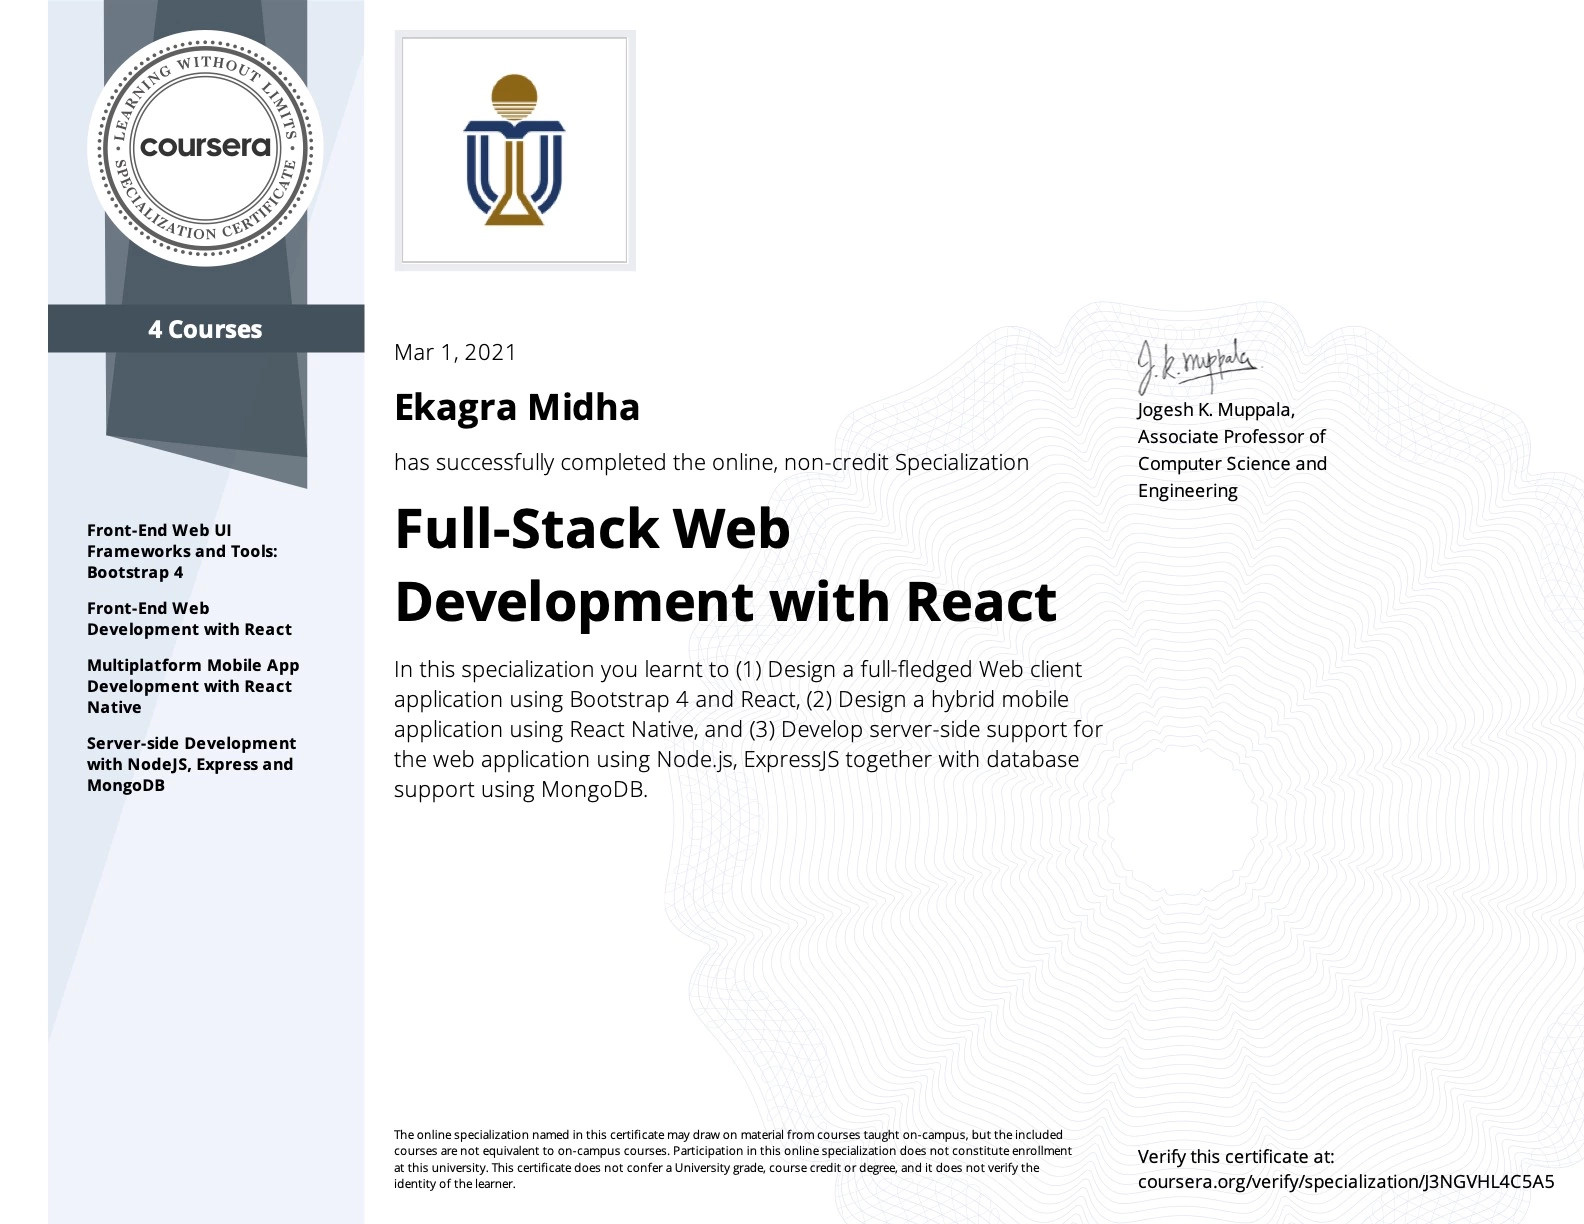 LEARNING WITHOUT LIMITS
coursera
SPECIALIZATION CERTIFICATE
4 Courses
Front-End Web UI
Frameworks and Tools:
Bootstrap 4
Front-End Web
Development with React
Multiplatform Mobile App
Development with React
Native
Server-side Development
with NodeJS, Express and
MongoDB
Mar 1, 2021
Ekagra Midha
has successfully completed the online, non-credit Specialization
Full-Stack Web
Development with React
In this specialization you learnt to (1) Design a full-fledged Web client
application using Bootstrap 4 and React, (2) Design a hybrid mobile
application using React Native, and (3) Develop server-side support for
the web application using Node.js, ExpressJS together with database
support using MongoDB.
J.K. Muppala
Jogesh K. Muppala,
Associate Professor of
Computer Science and
Engineering
The online specialization named in this certificate may draw on material from courses taught on-campus, but the included
courses are not equivalent to on-campus courses. Participation in this online specialization does not constitute enrollment
at this university. This certificate does not confer a University grade, course credit or degree, and it does not verify the
identity of the learner.
Verify this certificate at:
coursera.org/verify/specialization/J3NGVHL4C5A5